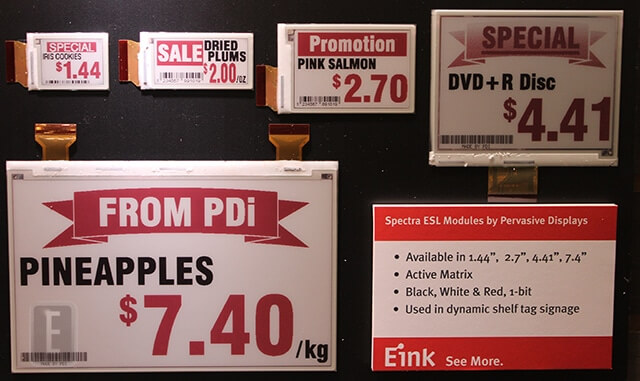 SPECIAL
IRIS COOKIES
$1.44
SALE
DRIED
PLUMS
$2.00/OZ
Promotion
PINK SALMON
$2.70
SPECIAL
DVD+R Disc
$4.41
FROM PDi
PINEAPPLES
$7.40/kg
E
Spectra ESL Modules by Pervasive Displays
• Available in 1.44”, 2.7”, 4.41”, 7.4”
• Active Matrix
• Black, White & Red, 1-bit
• Used in dynamic shelf tag signage
Eink See More.